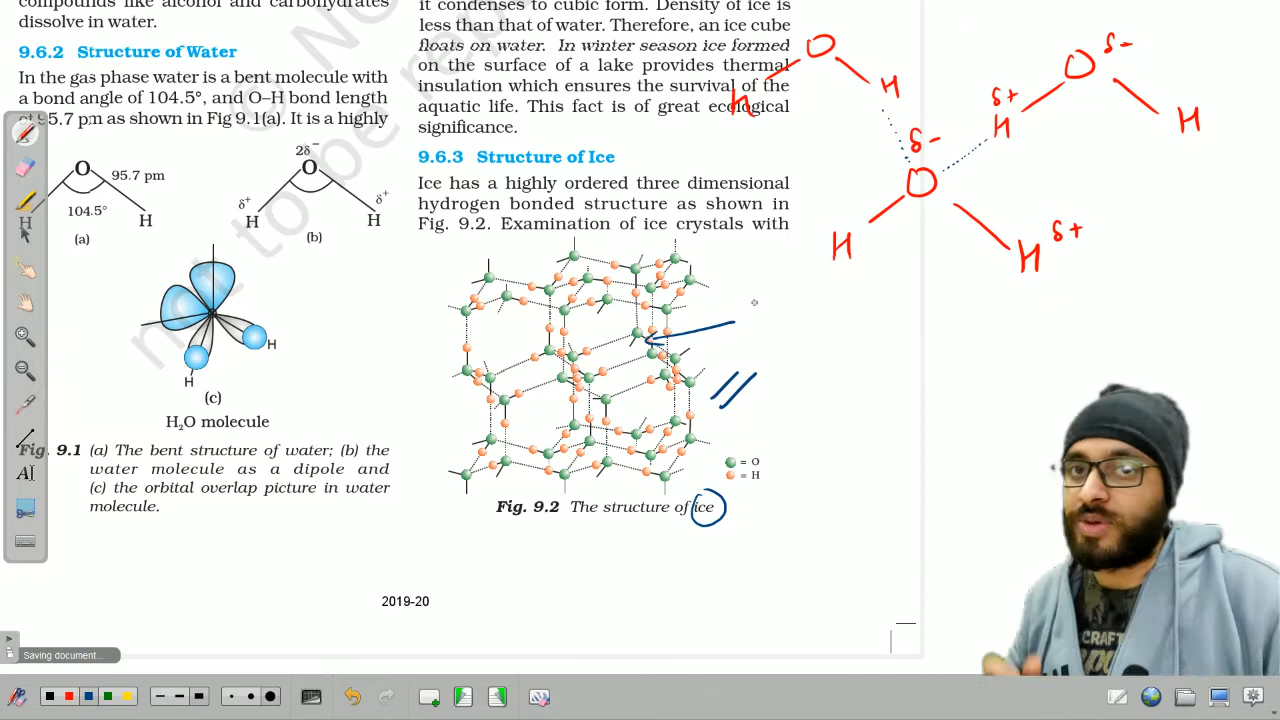 compounds like alcohol and carbohydrates
dissolve in water.
9.6.2 Structure of Water
In the gas phase water is a bent molecule with
a bond angle of 104.5°, and O–H bond length
of 95.7 pm as shown in Fig 9.1(a). It is a highly
O
95.7 pm
104.5°
H
H
(a)
2δ⁻
O
δ⁺
δ⁺
H
H
(b)
H
H
(c)
H₂O molecule
Fig. 9.1 (a) The bent structure of water; (b) the
water molecule as a dipole and
(c) the orbital overlap picture in water
molecule.
it condenses to cubic form. Density of ice is
less than that of water. Therefore, an ice cube
floats on water. In winter season ice formed
on the surface of a lake provides thermal
insulation which ensures the survival of the
aquatic life. This fact is of great ecological
significance.
9.6.3 Structure of Ice
Ice has a highly ordered three dimensional
hydrogen bonded structure as shown in
Fig. 9.2. Examination of ice crystals with
= O
= H
Fig. 9.2 The structure of ice
2019-20
O
H
H
O δ-
δ+
H
H
δ-
O
H
H δ+
Saving document...
AI
CRAFT